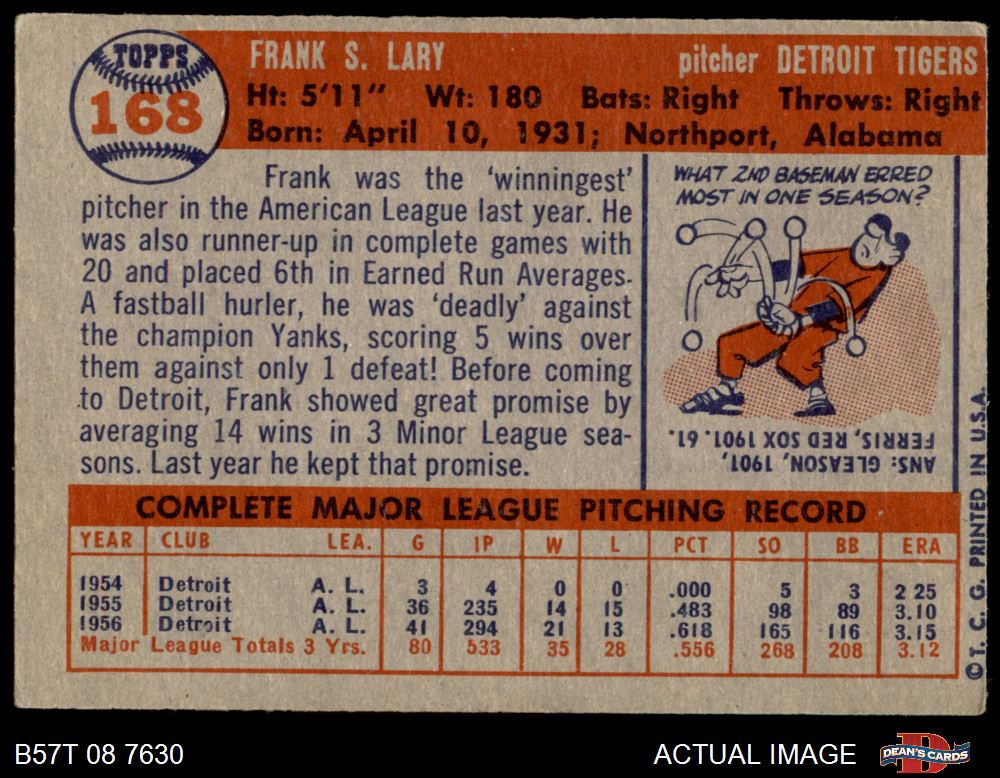 TOPPS
168
FRANK S. LARY pitcher DETROIT TIGERS
Ht: 5'11" Wt: 180 Bats: Right Throws: Right
Born: April 10, 1931; Northport, Alabama
Frank was the 'winningest'
pitcher in the American League last year. He
was also runner-up in complete games with
20 and placed 6th in Earned Run Averages.
A fastball hurler, he was 'deadly' against
the champion Yanks, scoring 5 wins over
them against only 1 defeat! Before coming
to Detroit, Frank showed great promise by
averaging 14 wins in 3 Minor League sea-
sons. Last year he kept that promise.
WHAT 2ND BASEMAN ERRED
MOST IN ONE SEASON?
ANS: GLEASON, 1901,
FERRIS, RED SOX 1901. 61.
COMPLETE MAJOR LEAGUE PITCHING RECORD
YEAR CLUB LEA. G IP W L PCT SO BB ERA
1954 Detroit A. L. 3 4 0 0 .000 5 3 2 25
1955 Detroit A. L. 36 235 14 15 .483 98 89 3.10
1956 Detroit A. L. 41 294 21 13 .618 165 116 3.15
Major League Totals 3 Yrs. 80 533 35 28 .556 268 208 3.12
© T. C. G. PRINTED IN U.S.A.
B57T 08 7630 ACTUAL IMAGE
D
DEAN'S CARDS